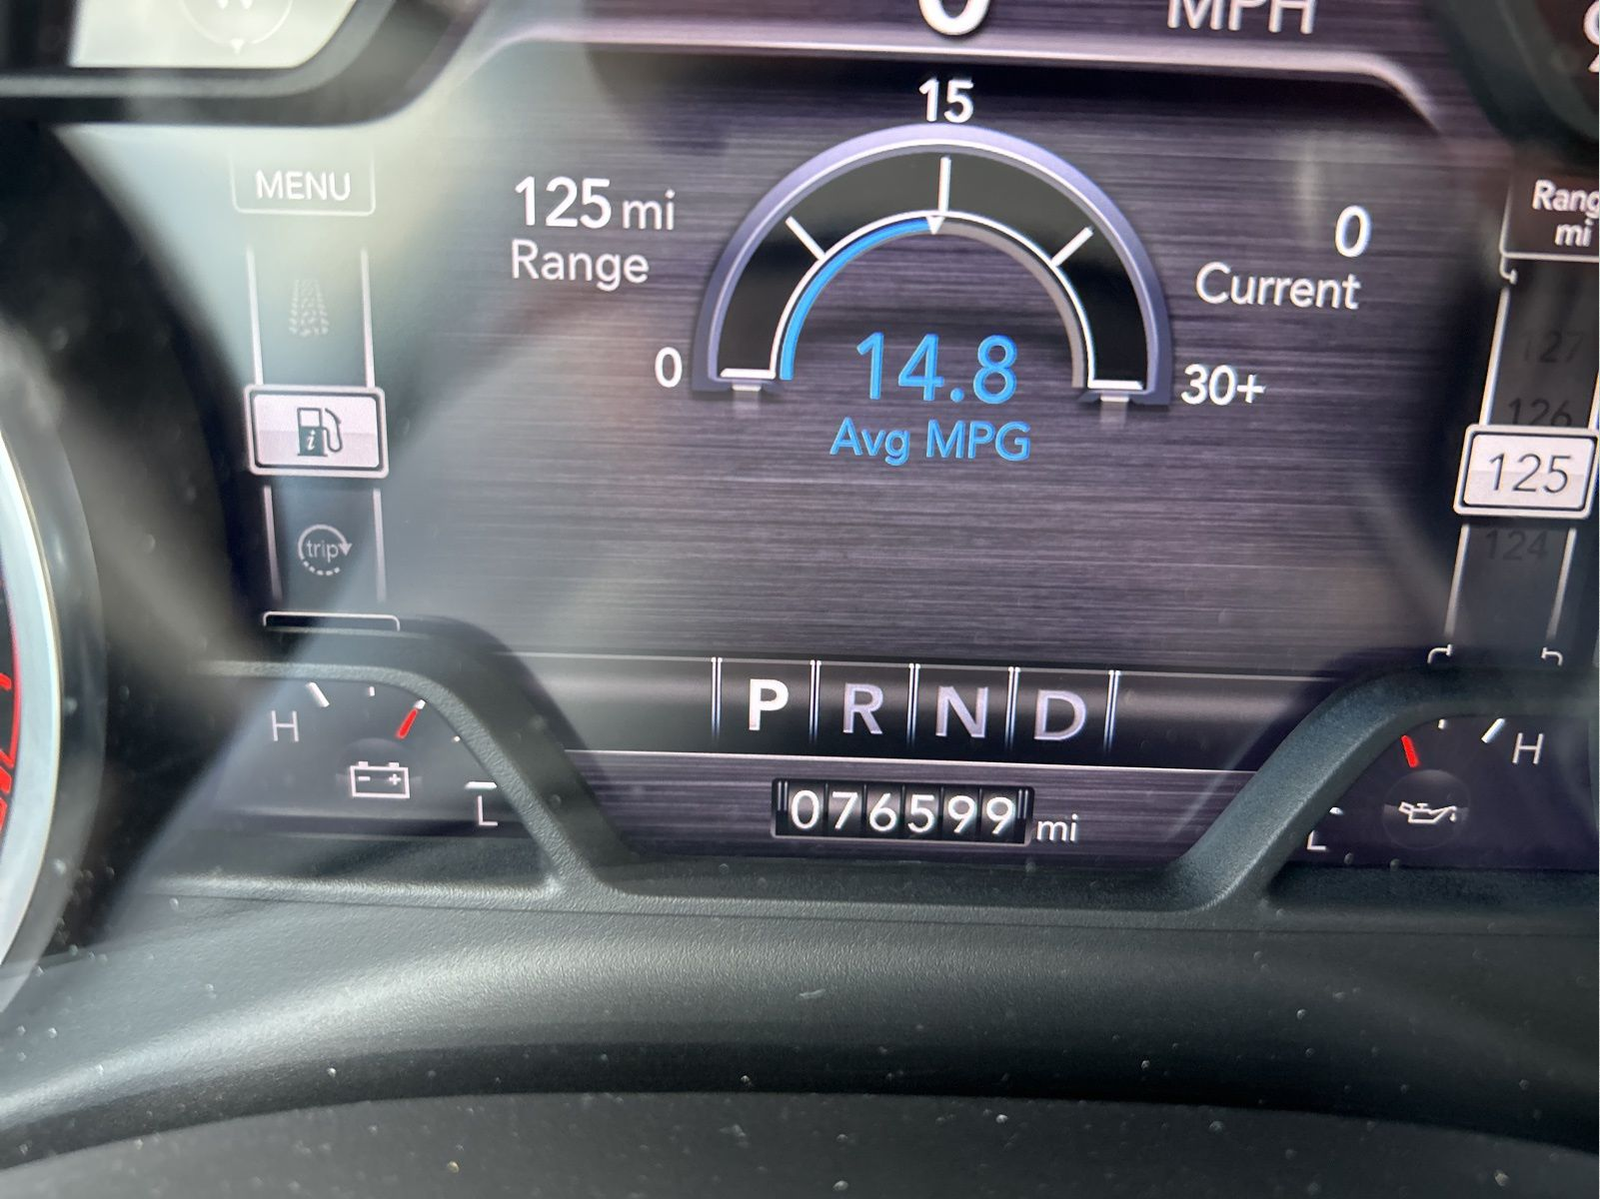 0 MPH
15
MENU
125 mi
Range
0
Current
0
30+
14.8
Avg MPG
Rang
mi
127
126
125
124
trip
P R N D
H
L
H
L
076599 mi